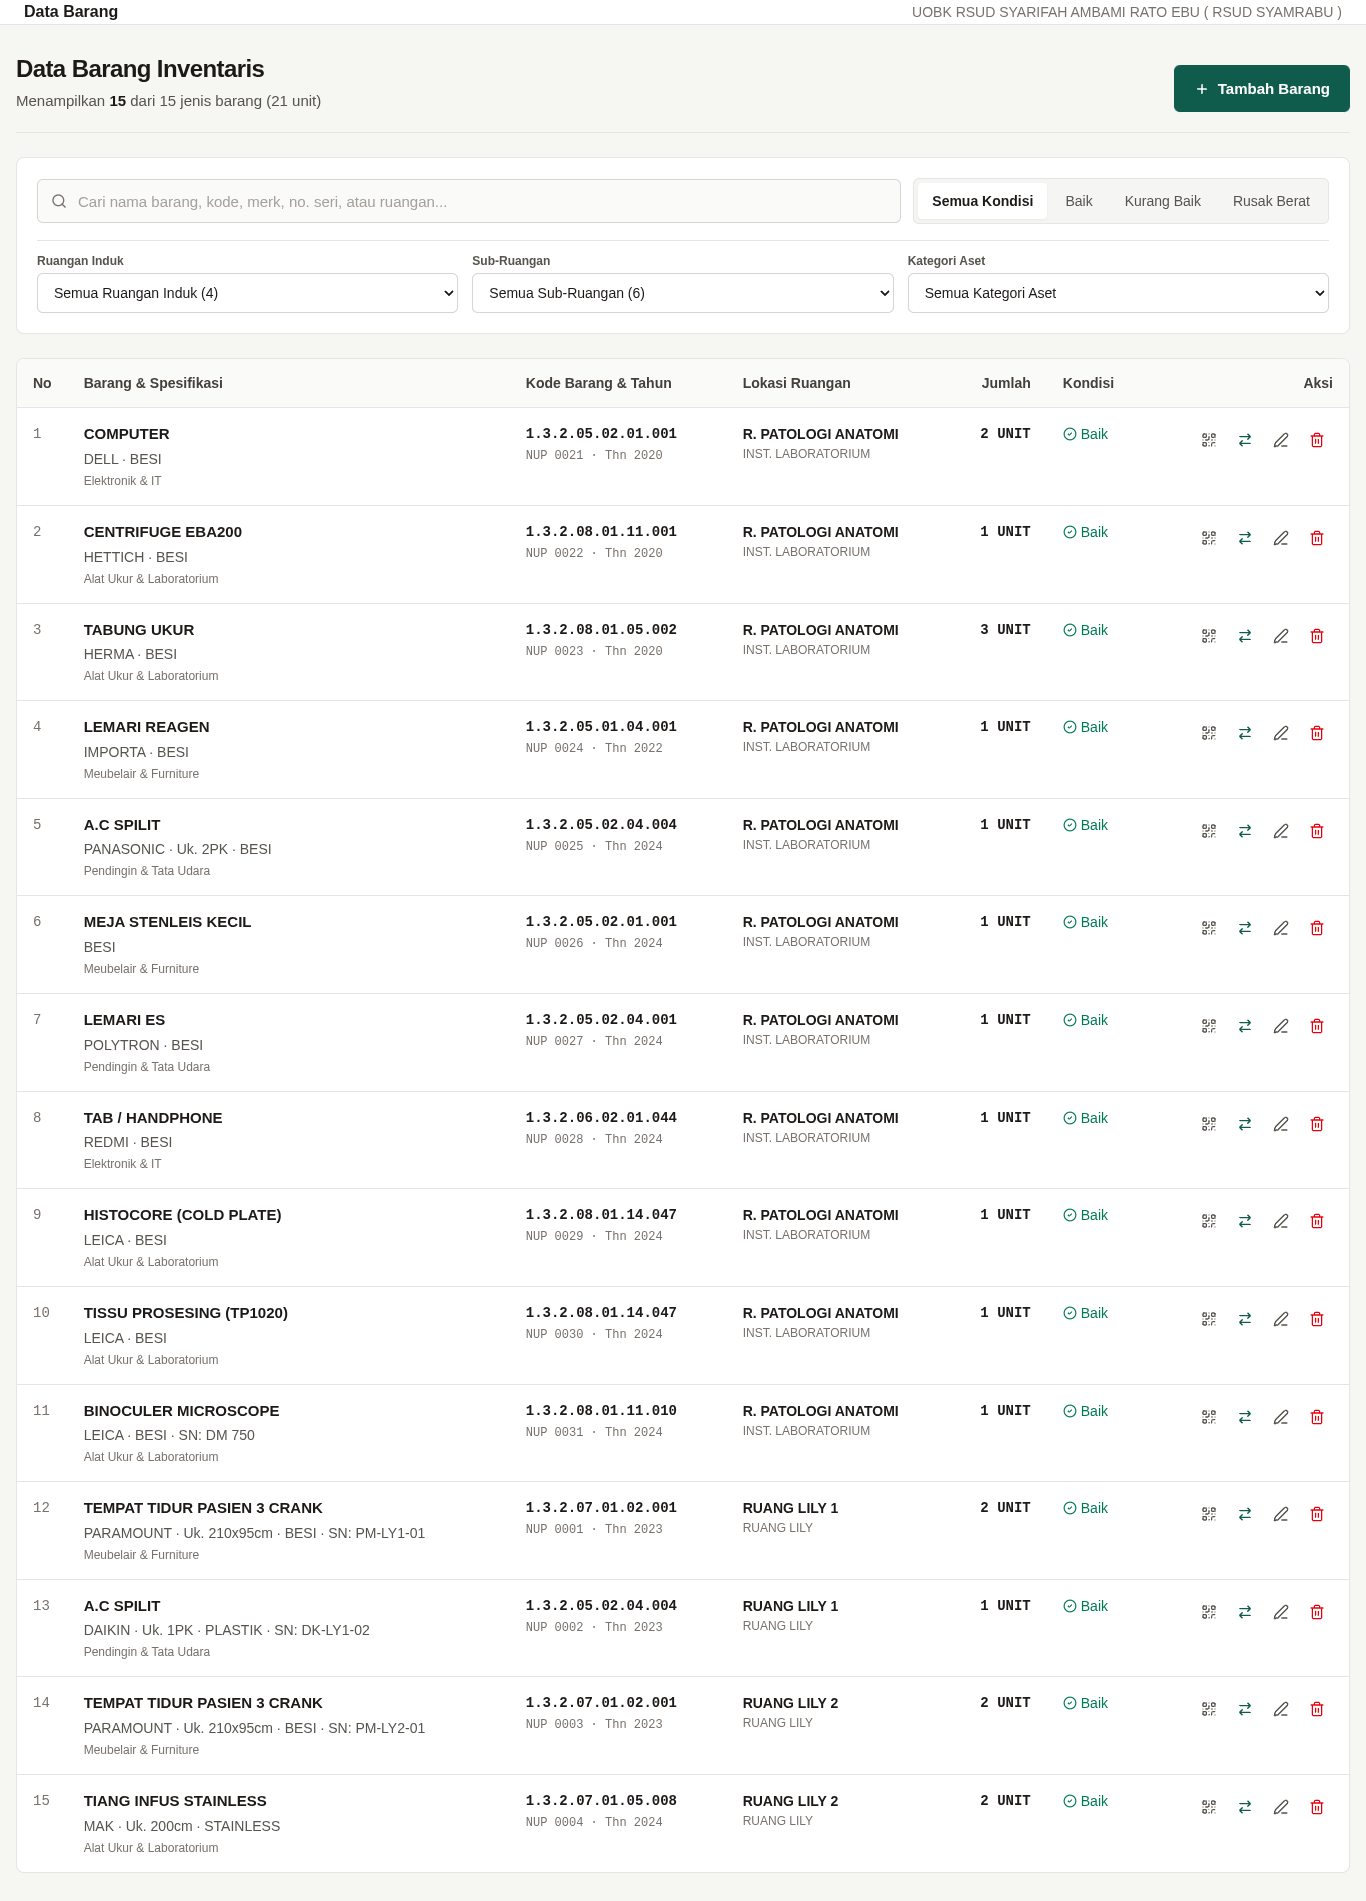 Data Barang
UOBK RSUD SYARIFAH AMBAMI RATO EBU ( RSUD SYAMRABU )
Data Barang Inventaris
Menampilkan 15 dari 15 jenis barang (21 unit)
Tambah Barang
Cari nama barang, kode, merk, no. seri, atau ruangan...
Semua Kondisi Baik Kurang Baik Rusak Berat
Ruangan Induk Sub-Ruangan Kategori Aset
Semua Ruangan Induk (4) Semua Sub-Ruangan (6) Semua Kategori Aset
No Barang & Spesifikasi Kode Barang & Tahun Lokasi Ruangan Jumlah Kondisi Aksi
1 COMPUTER 1.3.2.05.02.01.001 R. PATOLOGI ANATOMI 2 UNIT Baik
DELL · BESI NUP 0021 · Thn 2020 INST. LABORATORIUM
Elektronik & IT
2 CENTRIFUGE EBA200 1.3.2.08.01.11.001 R. PATOLOGI ANATOMI 1 UNIT Baik
HETTICH · BESI NUP 0022 · Thn 2020 INST. LABORATORIUM
Alat Ukur & Laboratorium
3 TABUNG UKUR 1.3.2.08.01.05.002 R. PATOLOGI ANATOMI 3 UNIT Baik
HERMA · BESI NUP 0023 · Thn 2020 INST. LABORATORIUM
Alat Ukur & Laboratorium
4 LEMARI REAGEN 1.3.2.05.01.04.001 R. PATOLOGI ANATOMI 1 UNIT Baik
IMPORTA · BESI NUP 0024 · Thn 2022 INST. LABORATORIUM
Meubelair & Furniture
5 A.C SPILIT 1.3.2.05.02.04.004 R. PATOLOGI ANATOMI 1 UNIT Baik
PANASONIC · Uk. 2PK · BESI NUP 0025 · Thn 2024 INST. LABORATORIUM
Pendingin & Tata Udara
6 MEJA STENLEIS KECIL 1.3.2.05.02.01.001 R. PATOLOGI ANATOMI 1 UNIT Baik
BESI NUP 0026 · Thn 2024 INST. LABORATORIUM
Meubelair & Furniture
7 LEMARI ES 1.3.2.05.02.04.001 R. PATOLOGI ANATOMI 1 UNIT Baik
POLYTRON · BESI NUP 0027 · Thn 2024 INST. LABORATORIUM
Pendingin & Tata Udara
8 TAB / HANDPHONE 1.3.2.06.02.01.044 R. PATOLOGI ANATOMI 1 UNIT Baik
REDMI · BESI NUP 0028 · Thn 2024 INST. LABORATORIUM
Elektronik & IT
9 HISTOCORE (COLD PLATE) 1.3.2.08.01.14.047 R. PATOLOGI ANATOMI 1 UNIT Baik
LEICA · BESI NUP 0029 · Thn 2024 INST. LABORATORIUM
Alat Ukur & Laboratorium
10 TISSU PROSESING (TP1020) 1.3.2.08.01.14.047 R. PATOLOGI ANATOMI 1 UNIT Baik
LEICA · BESI NUP 0030 · Thn 2024 INST. LABORATORIUM
Alat Ukur & Laboratorium
11 BINOCULER MICROSCOPE 1.3.2.08.01.11.010 R. PATOLOGI ANATOMI 1 UNIT Baik
LEICA · BESI · SN: DM 750 NUP 0031 · Thn 2024 INST. LABORATORIUM
Alat Ukur & Laboratorium
12 TEMPAT TIDUR PASIEN 3 CRANK 1.3.2.07.01.02.001 RUANG LILY 1 2 UNIT Baik
PARAMOUNT · Uk. 210x95cm · BESI · SN: PM-LY1-01 NUP 0001 · Thn 2023 RUANG LILY
Meubelair & Furniture
13 A.C SPILIT 1.3.2.05.02.04.004 RUANG LILY 1 1 UNIT Baik
DAIKIN · Uk. 1PK · PLASTIK · SN: DK-LY1-02 NUP 0002 · Thn 2023 RUANG LILY
Pendingin & Tata Udara
14 TEMPAT TIDUR PASIEN 3 CRANK 1.3.2.07.01.02.001 RUANG LILY 2 2 UNIT Baik
PARAMOUNT · Uk. 210x95cm · BESI · SN: PM-LY2-01 NUP 0003 · Thn 2023 RUANG LILY
Meubelair & Furniture
15 TIANG INFUS STAINLESS 1.3.2.07.01.05.008 RUANG LILY 2 2 UNIT Baik
MAK · Uk. 200cm · STAINLESS NUP 0004 · Thn 2024 RUANG LILY
Alat Ukur & Laboratorium